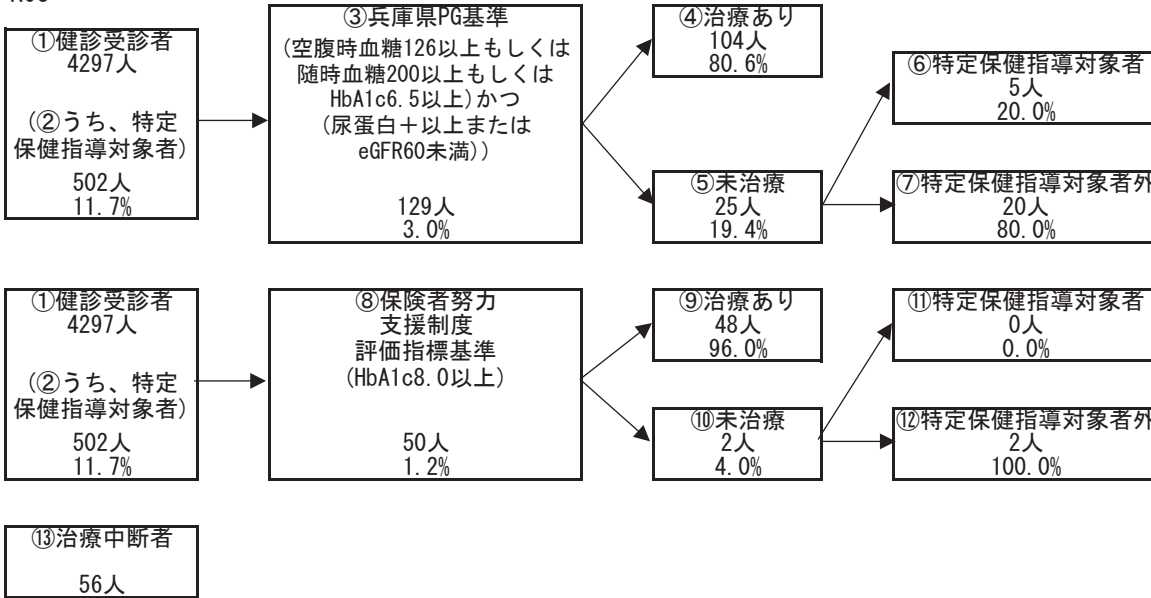 ①健診受診者
4297人
(②うち、特定
保健指導対象者)
502人
11.7%
③兵庫県PG基準
(空腹時血糖126以上もしくは
随時血糖200以上もしくは
HbA1c6.5以上)かつ
(尿蛋白＋以上または
eGFR60未満))
129人
3.0%
④治療あり
104人
80.6%
⑤未治療
25人
19.4%
⑥特定保健指導対象者
5人
20.0%
⑦特定保健指導対象者外
20人
80.0%
①健診受診者
4297人
(②うち、特定
保健指導対象者)
502人
11.7%
⑧保険者努力
支援制度
評価指標基準
(HbA1c8.0以上)
50人
1.2%
⑨治療あり
48人
96.0%
⑩未治療
2人
4.0%
⑪特定保健指導対象者
0人
0.0%
⑫特定保健指導対象者外
2人
100.0%
⑬治療中断者
56人